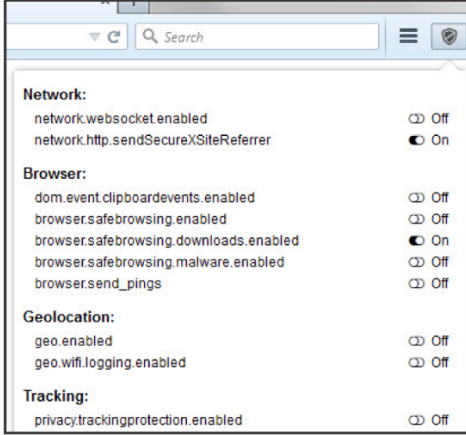 Search
Network:
network.websocket.enabled Off
network.http.sendSecureXSiteReferrer On
Browser:
dom.event.clipboardevents.enabled Off
browser.safebrowsing.enabled Off
browser.safebrowsing.downloads.enabled On
browser.safebrowsing.malware.enabled Off
browser.send_pings Off
Geolocation:
geo.enabled Off
geo.wifi.logging.enabled Off
Tracking:
privacy.trackingprotection.enabled Off